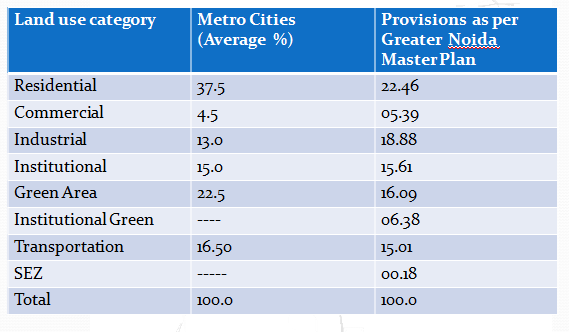 Land use category Metro Cities (Average %) Provisions as per Greater Noida Master Plan
Residential 37.5 22.46
Commercial 4.5 05.39
Industrial 13.0 18.88
Institutional 15.0 15.61
Green Area 22.5 16.09
Institutional Green ---- 06.38
Transportation 16.50 15.01
SEZ ----- 00.18
Total 100.0 100.0